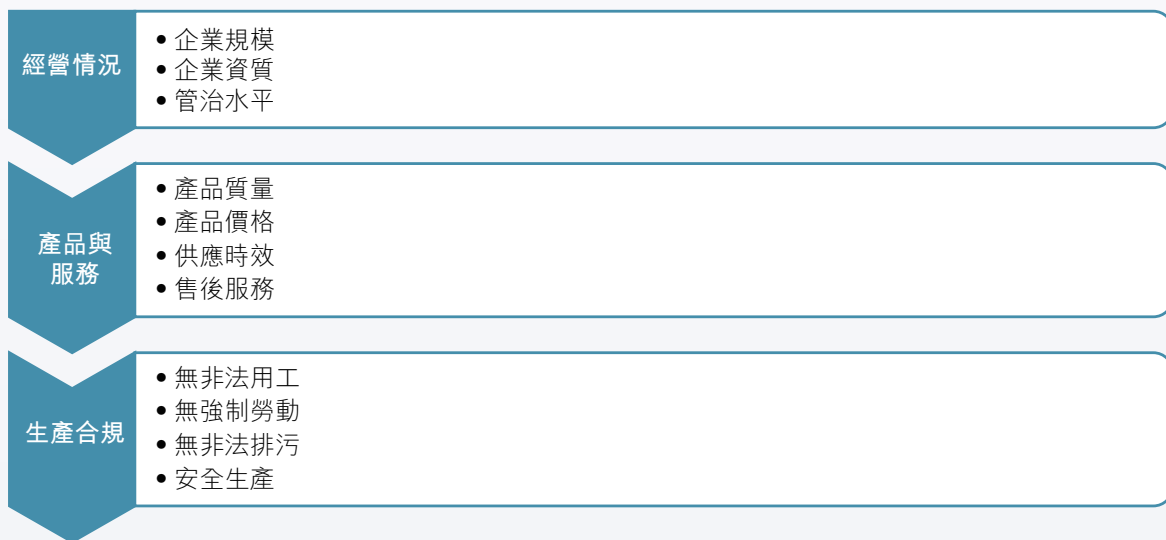 經營情況
• 企業規模
• 企業資質
• 管治水平
產品與
服務
• 產品質量
• 產品價格
• 供應時效
• 售後服務
生產合規
• 無非法用工
• 無強制勞動
• 無非法排污
• 安全生產